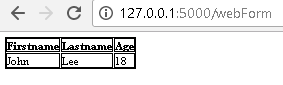 127.0.0.1:5000/webForm
Firstname Lastname Age
John Lee 18